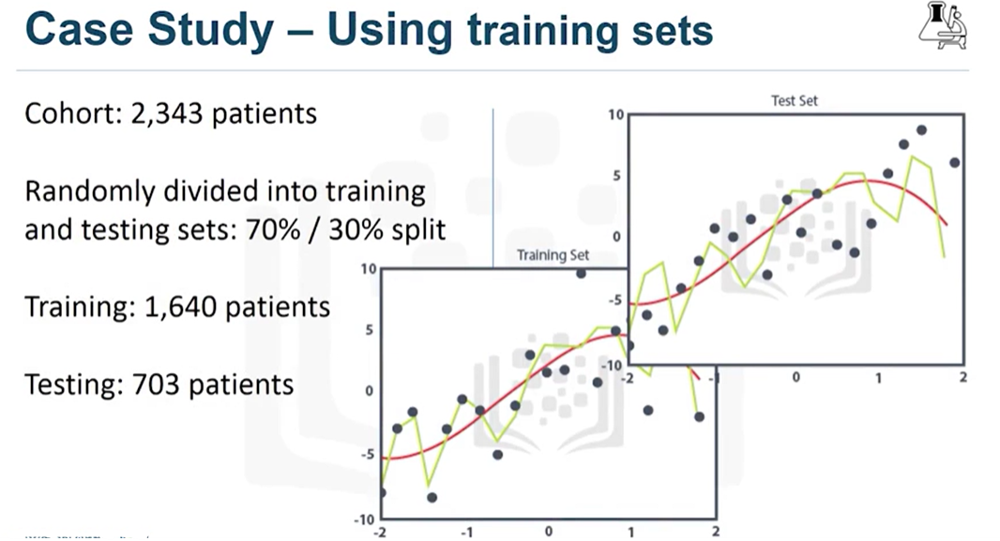 Case Study – Using training sets
Cohort: 2,343 patients
Randomly divided into training
and testing sets: 70% / 30% split
Training: 1,640 patients
Testing: 703 patients
Training Set
10
5
0
-5
-10
-2
-1
0
1
2
Test Set
10
5
0
-5
-10
-2
-1
0
1
2